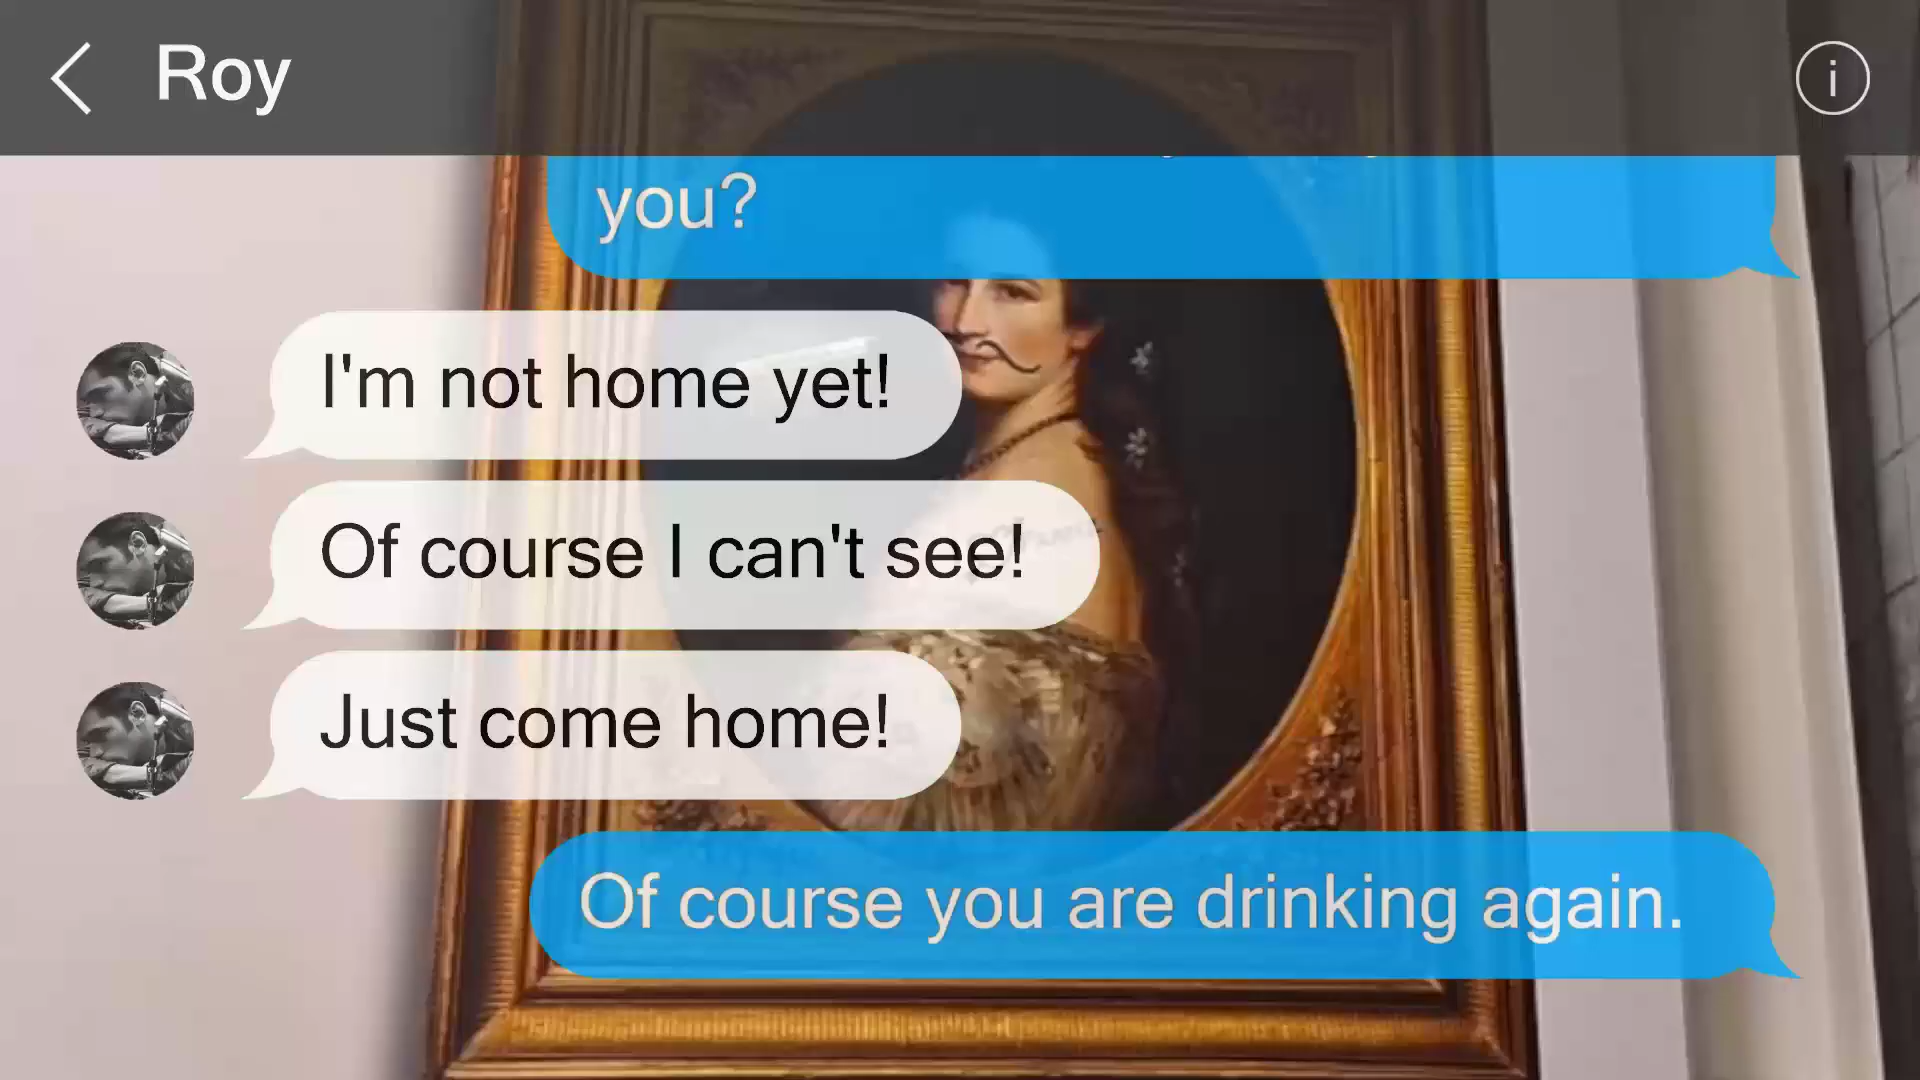 Roy
you?
I'm not home yet!
Of course I can't see!
Just come home!
Of course you are drinking again.